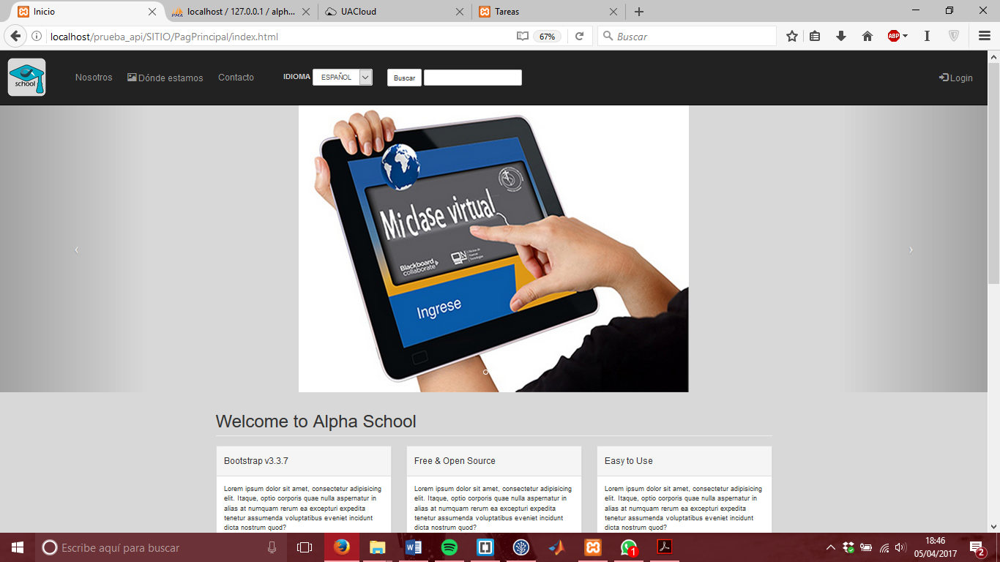 Inicio
localhost / 127.0.0.1 / alph...
UACloud
Tareas
localhost/prueba_api/SITIO/PagPrincipal/index.html
67%
Buscar
ABP
school
Nosotros
Dónde estamos
Contacto
IDIOMA
ESPAÑOL
Buscar
Login
Mi clase virtual
Blackboard
collaborate
Ingrese
Welcome to Alpha School
Bootstrap v3.3.7
Lorem ipsum dolor sit amet, consectetur adipisicing
elit. Itaque, optio corporis quae nulla aspernatur in
alias at numquam rerum ea excepturi expedita
tenetur assumenda voluptatibus eveniet incidunt
dicta nostrum quod?
Free & Open Source
Lorem ipsum dolor sit amet, consectetur adipisicing
elit. Itaque, optio corporis quae nulla aspernatur in
alias at numquam rerum ea excepturi expedita
tenetur assumenda voluptatibus eveniet incidunt
dicta nostrum quod?
Easy to Use
Lorem ipsum dolor sit amet, consectetur adipisicing
elit. Itaque, optio corporis quae nulla aspernatur in
alias at numquam rerum ea excepturi expedita
tenetur assumenda voluptatibus eveniet incidunt
dicta nostrum quod?
Escribe aquí para buscar
1
18:46
05/04/2017
2